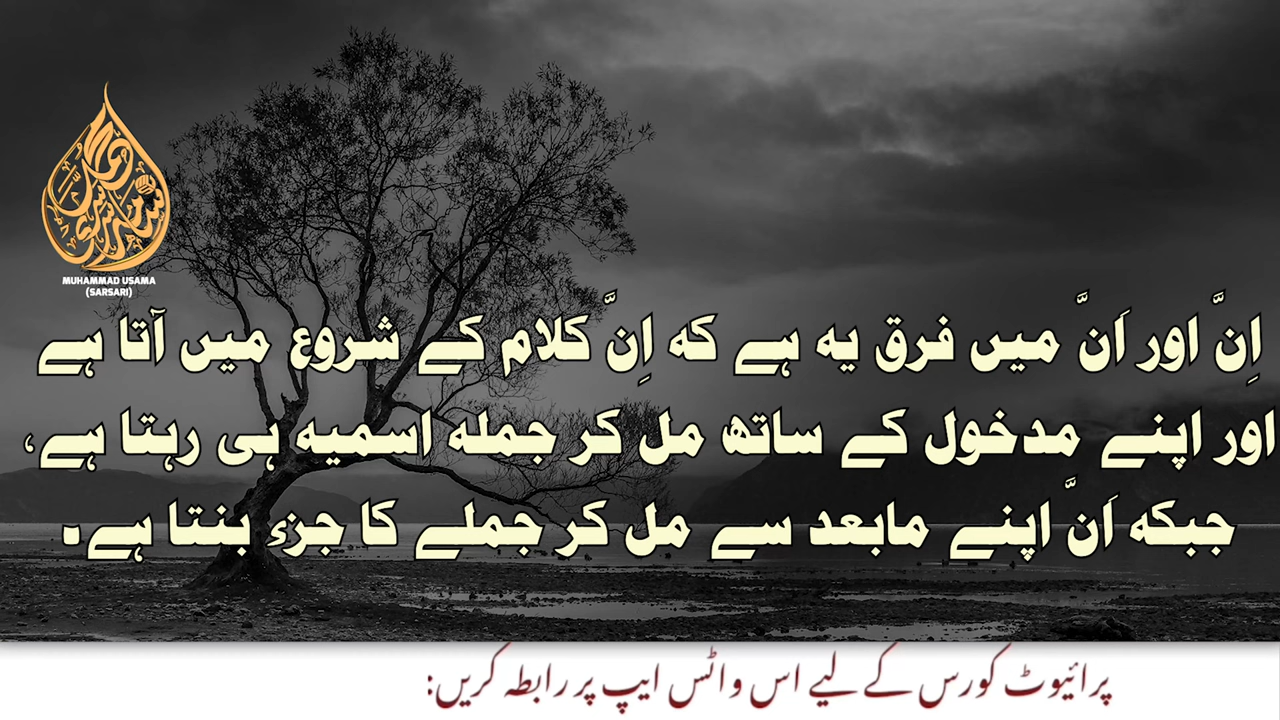 MUHAMMAD USAMA
(SARSARI)
اِنَّ اور اَنَّ میں فرق یہ ہے کہ اِنَّ کلام کے شروع میں آتا ہے
اور اپنے مدخول کے ساتھ مل کر جملہ اسمیہ ہی رہتا ہے،
جبکہ اَنَّ اپنے مابعد سے مل کر جملے کا جزء بنتا ہے۔
پرائیوٹ کورس کے لیے اس واٹس ایپ پر رابطہ کریں: